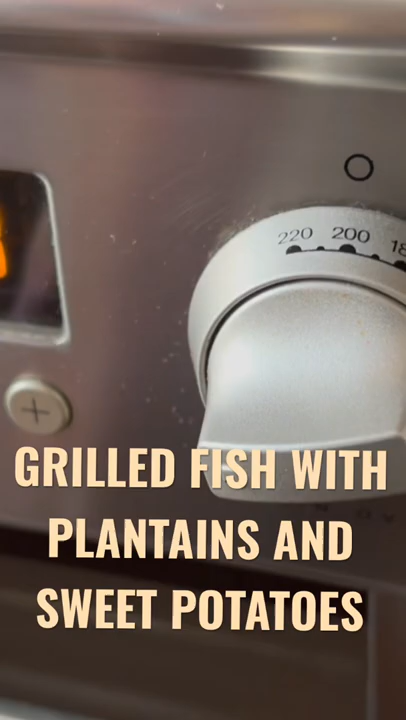 220 200
GRILLED FISH WITH
PLANTAINS AND
SWEET POTATOES